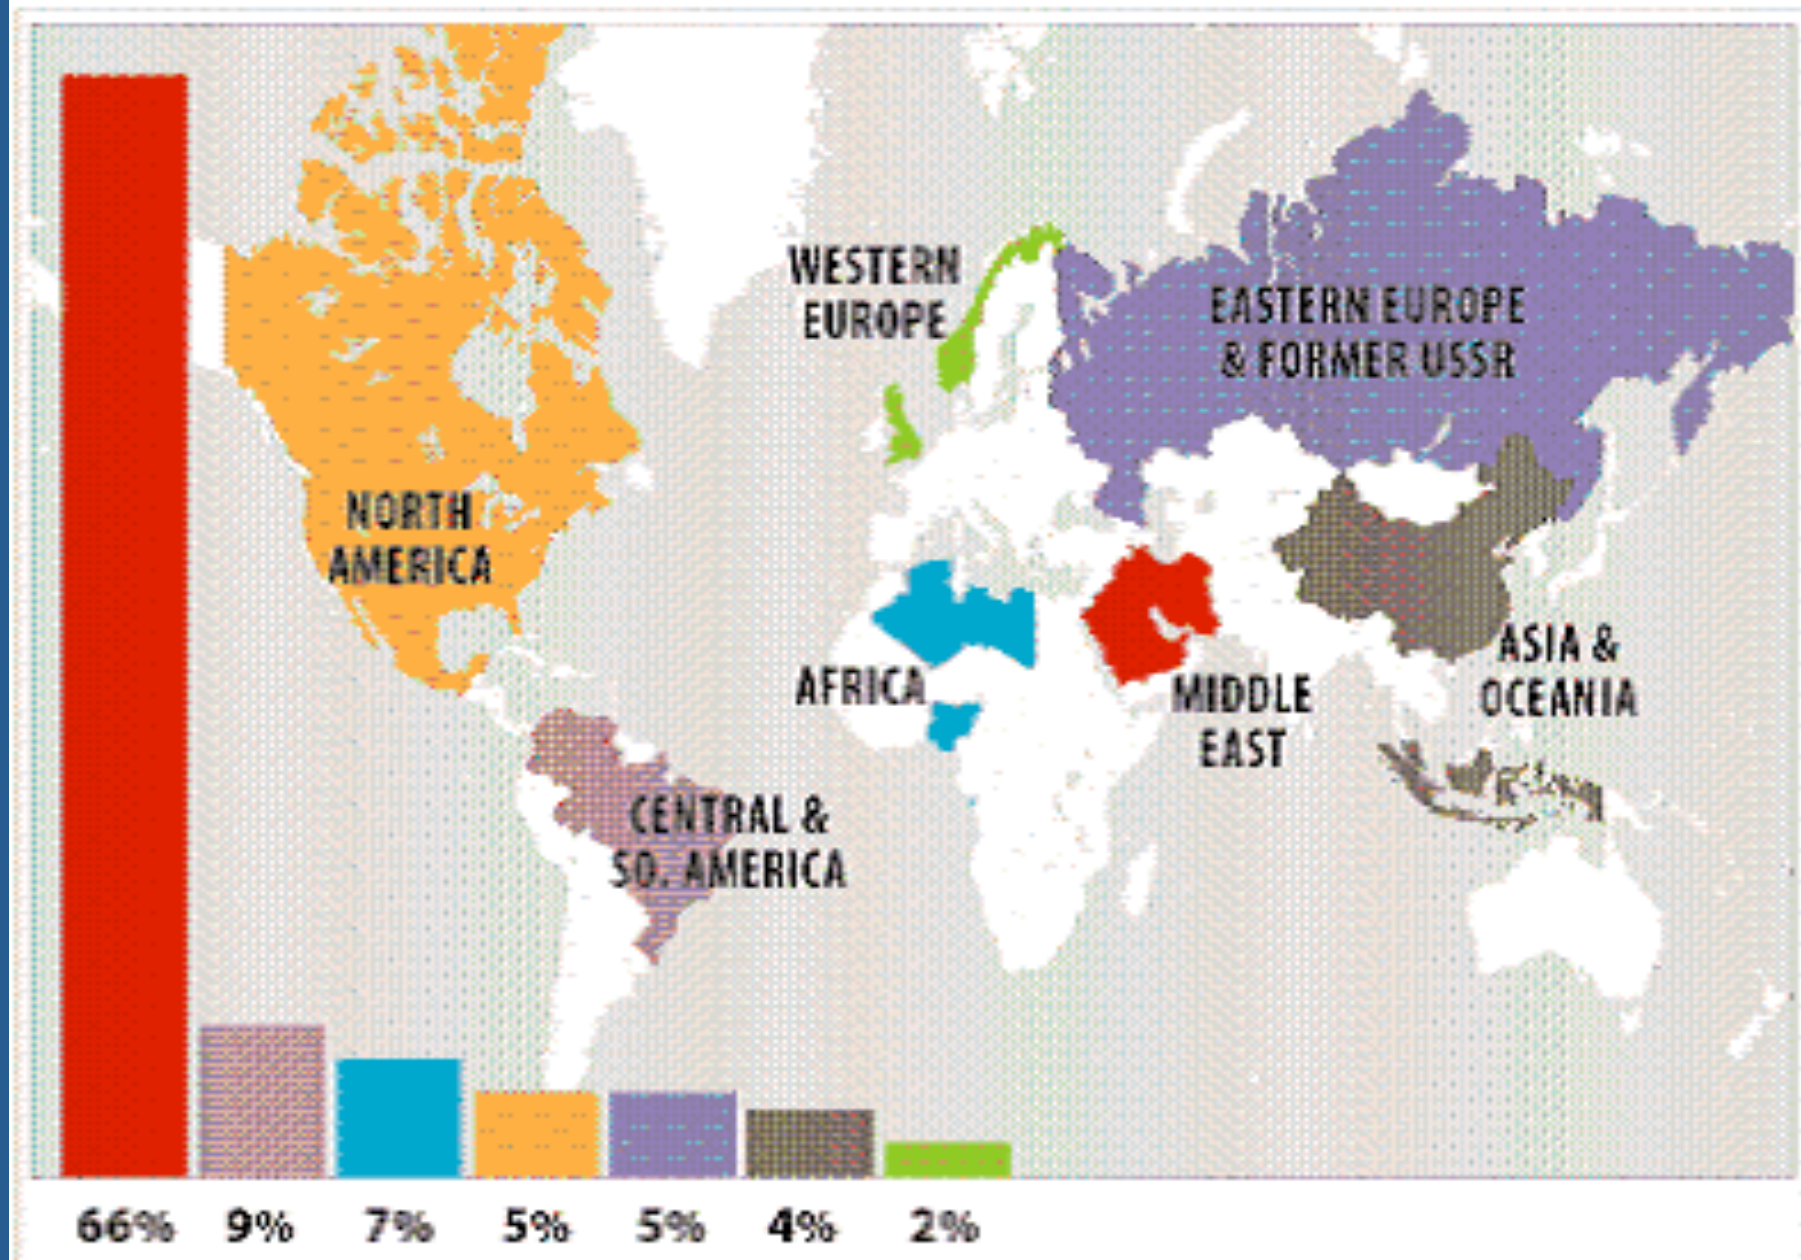 WESTERN
EUROPE
EASTERN EUROPE
& FORMER USSR
NORTH
AMERICA
AFRICA
MIDDLE
EAST
ASIA &
OCEANIA
CENTRAL &
SO. AMERICA
66% 9% 7% 5% 5% 4% 2%